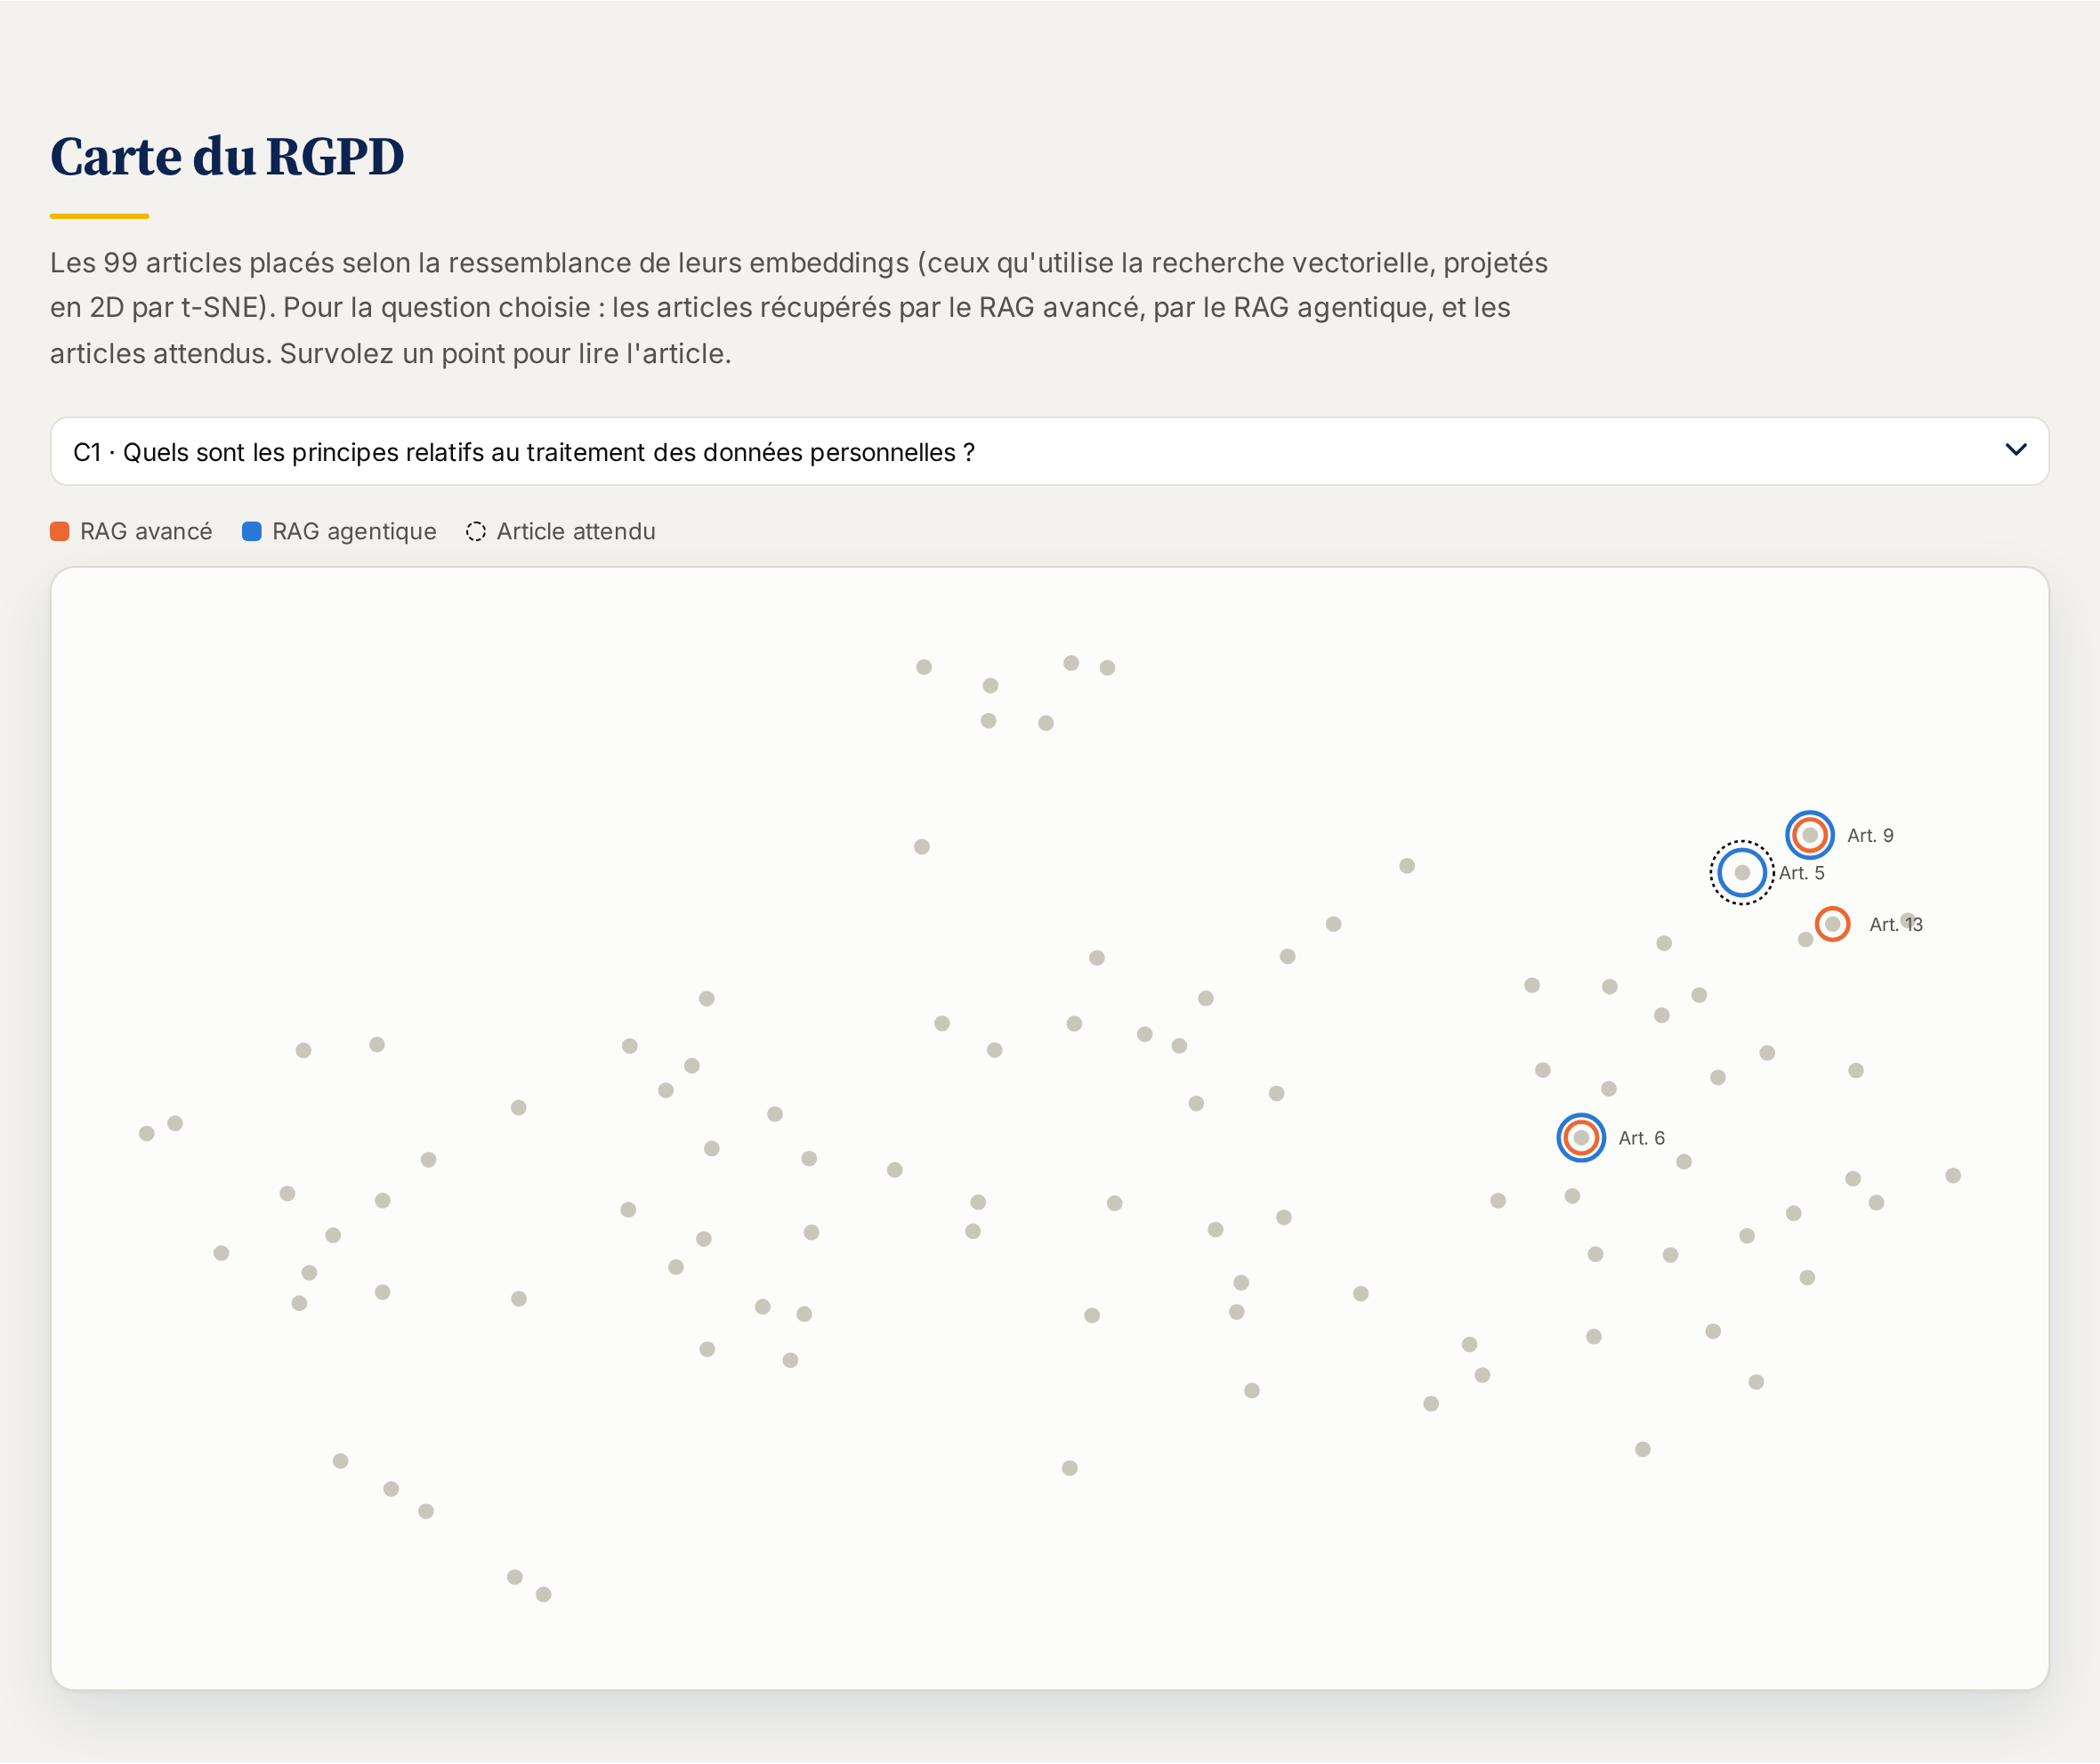 Carte du RGPD
Les 99 articles placés selon la ressemblance de leurs embeddings (ceux qu'utilise la recherche vectorielle, projetés
en 2D par t-SNE). Pour la question choisie : les articles récupérés par le RAG avancé, par le RAG agentique, et les
articles attendus. Survolez un point pour lire l'article.
C1 · Quels sont les principes relatifs au traitement des données personnelles ?
RAG avancé
RAG agentique
Article attendu
Art. 9
Art. 5
Art. 13
Art. 6